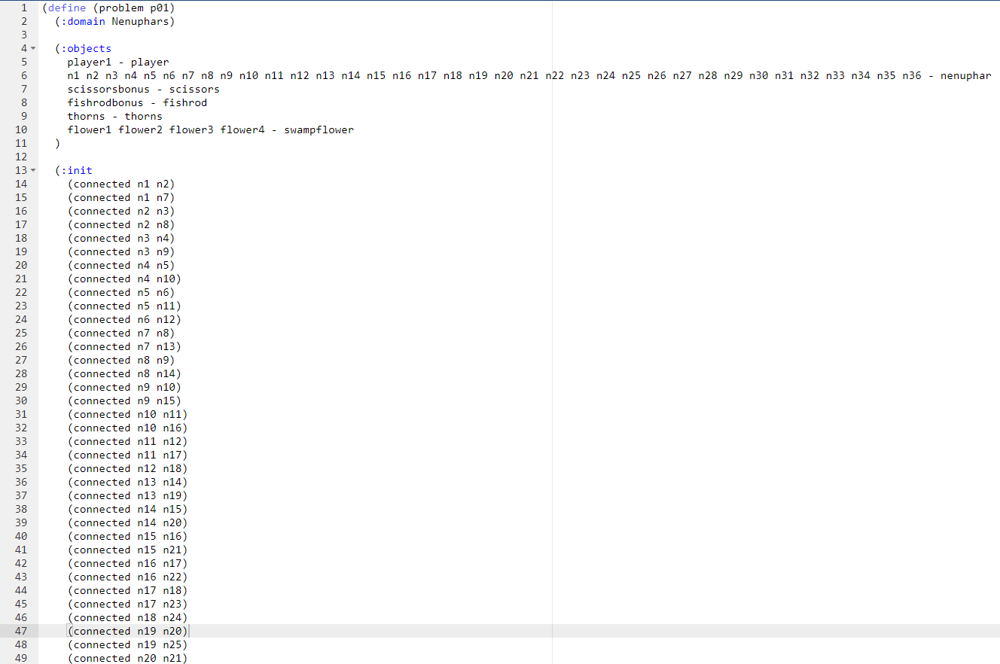 1 (define (problem p01)
2   (:domain Nenuphars)
3
4   (:objects
5     player1 - player
6     n1 n2 n3 n4 n5 n6 n7 n8 n9 n10 n11 n12 n13 n14 n15 n16 n17 n18 n19 n20 n21 n22 n23 n24 n25 n26 n27 n28 n29 n30 n31 n32 n33 n34 n35 n36 - nenuphar
7     scissorsbonus - scissors
8     fishrodbonus - fishrod
9     thorns - thorns
10     flower1 flower2 flower3 flower4 - swampflower
11   )
12
13   (:init
14     (connected n1 n2)
15     (connected n1 n7)
16     (connected n2 n3)
17     (connected n2 n8)
18     (connected n3 n4)
19     (connected n3 n9)
20     (connected n4 n5)
21     (connected n4 n10)
22     (connected n5 n6)
23     (connected n5 n11)
24     (connected n6 n12)
25     (connected n7 n8)
26     (connected n7 n13)
27     (connected n8 n9)
28     (connected n8 n14)
29     (connected n9 n10)
30     (connected n9 n15)
31     (connected n10 n11)
32     (connected n10 n16)
33     (connected n11 n12)
34     (connected n11 n17)
35     (connected n12 n18)
36     (connected n13 n14)
37     (connected n13 n19)
38     (connected n14 n15)
39     (connected n14 n20)
40     (connected n15 n16)
41     (connected n15 n21)
42     (connected n16 n17)
43     (connected n16 n22)
44     (connected n17 n18)
45     (connected n17 n23)
46     (connected n18 n24)
47     (connected n19 n20)
48     (connected n19 n25)
49     (connected n20 n21)